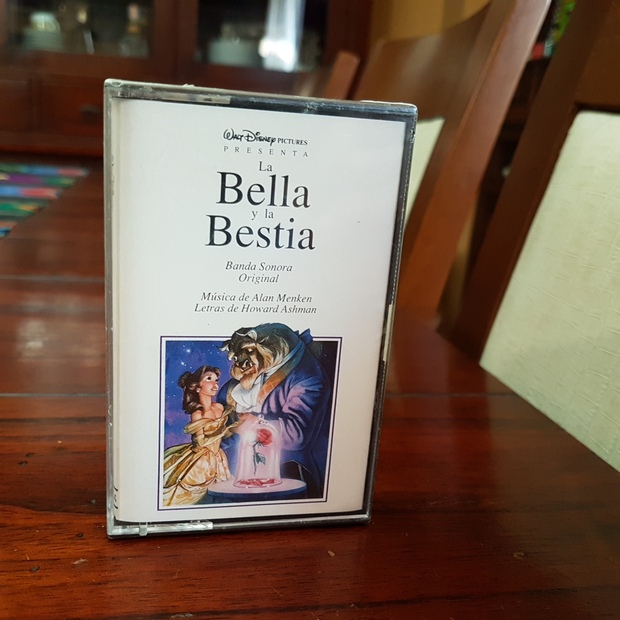 Walt Disney PICTURES
PRESENTA
La
Bella
y la
Bestia
Banda Sonora
Original
Música de Alan Menken
Letras de Howard Ashman